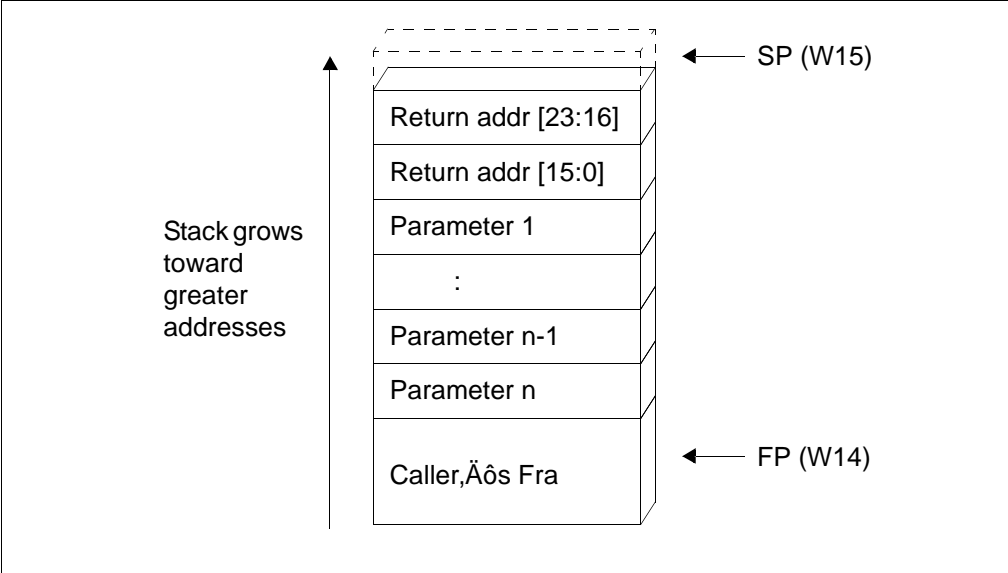 SP (W15)
Return addr [23:16]
Return addr [15:0]
Parameter 1
Stack grows
toward
greater
addresses
:
Parameter n-1
Parameter n
FP (W14)
Caller‚Äôs Fra